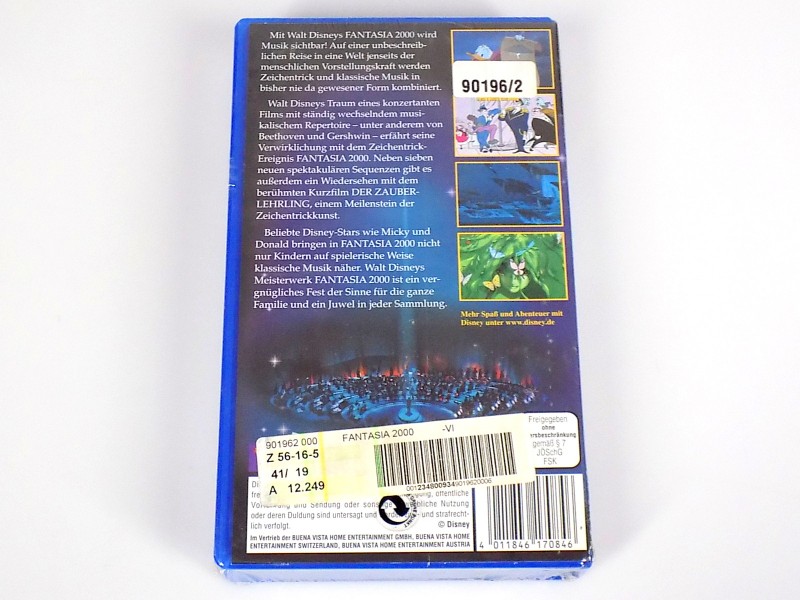 Mit Walt Disneys FANTASIA 2000 wird
Musik sichtbar! Auf einer unbeschreib-
lichen Reise in eine Welt jenseits der
menschlichen Vorstellungskraft werden
Zeichentrick und klassische Musik in
bisher nie da gewesener Form kombiniert.
Walt Disneys Traum eines konzertanten
Films mit ständig wechselndem musi-
kalischem Repertoire – unter anderem von
Beethoven und Gershwin – erfährt seine
Verwirklichung mit dem Zeichentrick-
Ereignis FANTASIA 2000. Neben sieben
neuen spektakulären Sequenzen gibt es
außerdem ein Wiedersehen mit dem
berühmten Kurzfilm DER ZAUBER-
LEHRLING, einem Meilenstein der
Zeichentrickkunst.
Beliebte Disney-Stars wie Micky und
Donald bringen in FANTASIA 2000 nicht
nur Kindern auf spielerische Weise
klassische Musik näher. Walt Disneys
Meisterwerk FANTASIA 2000 ist ein ver-
gnügliches Fest der Sinne für die ganze
Familie und ein Juwel in jeder Sammlung.
90196/2
Mehr Spaß und Abenteuer mit
Disney unter www.disney.de
901962 000
FANTASIA 2000 -VI
Z 56-16-5
41/ 19
A 12.249
0012348009349019620006
Freigegeben
ohne
ersbeschränkung
gemäß § 7
JÖSchG
FSK
öffentliche
und Sendung oder Nutzung
oder deren Duldung sind untersagt und und strafrecht-
lich verfolgt.
© Disney
Im Vertrieb der BUENA VISTA HOME ENTERTAINMENT GMBH, BUENA VISTA HOME
ENTERTAINMENT SWITZERLAND, BUENA VISTA HOME ENTERTAINMENT AUSTRIA
4 011846 170846